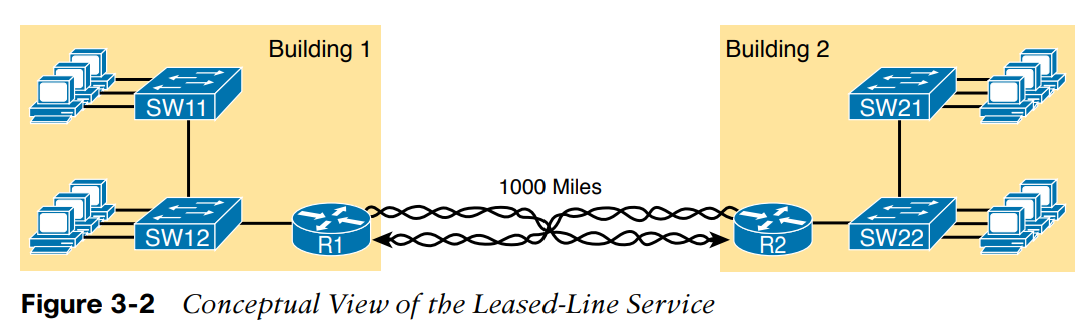 Building 1
Building 2
SW11
SW21
1000 Miles
SW12
R1
R2
SW22
Figure 3-2 Conceptual View of the Leased-Line Service